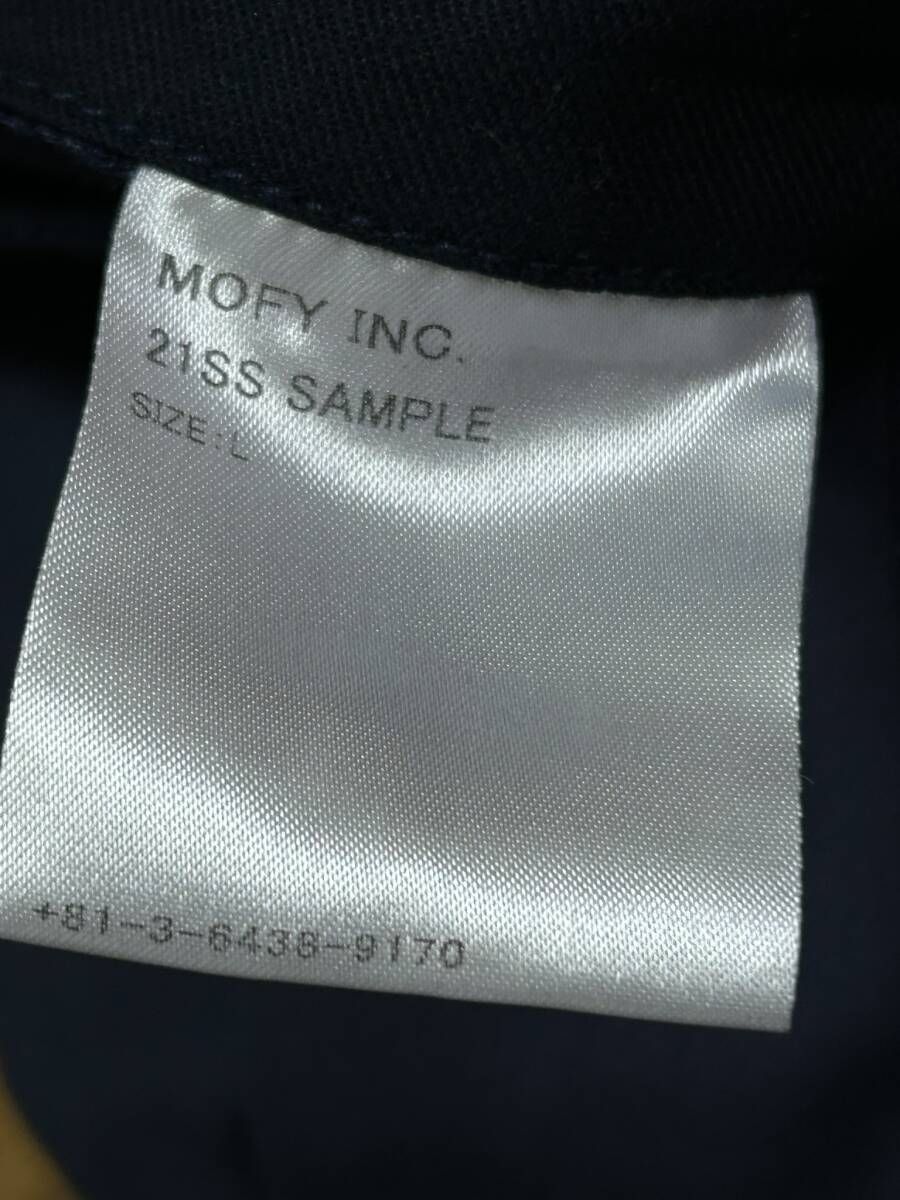 MOFY INC.
21SS SAMPLE
SIZE:L
+81-3-6438-9170